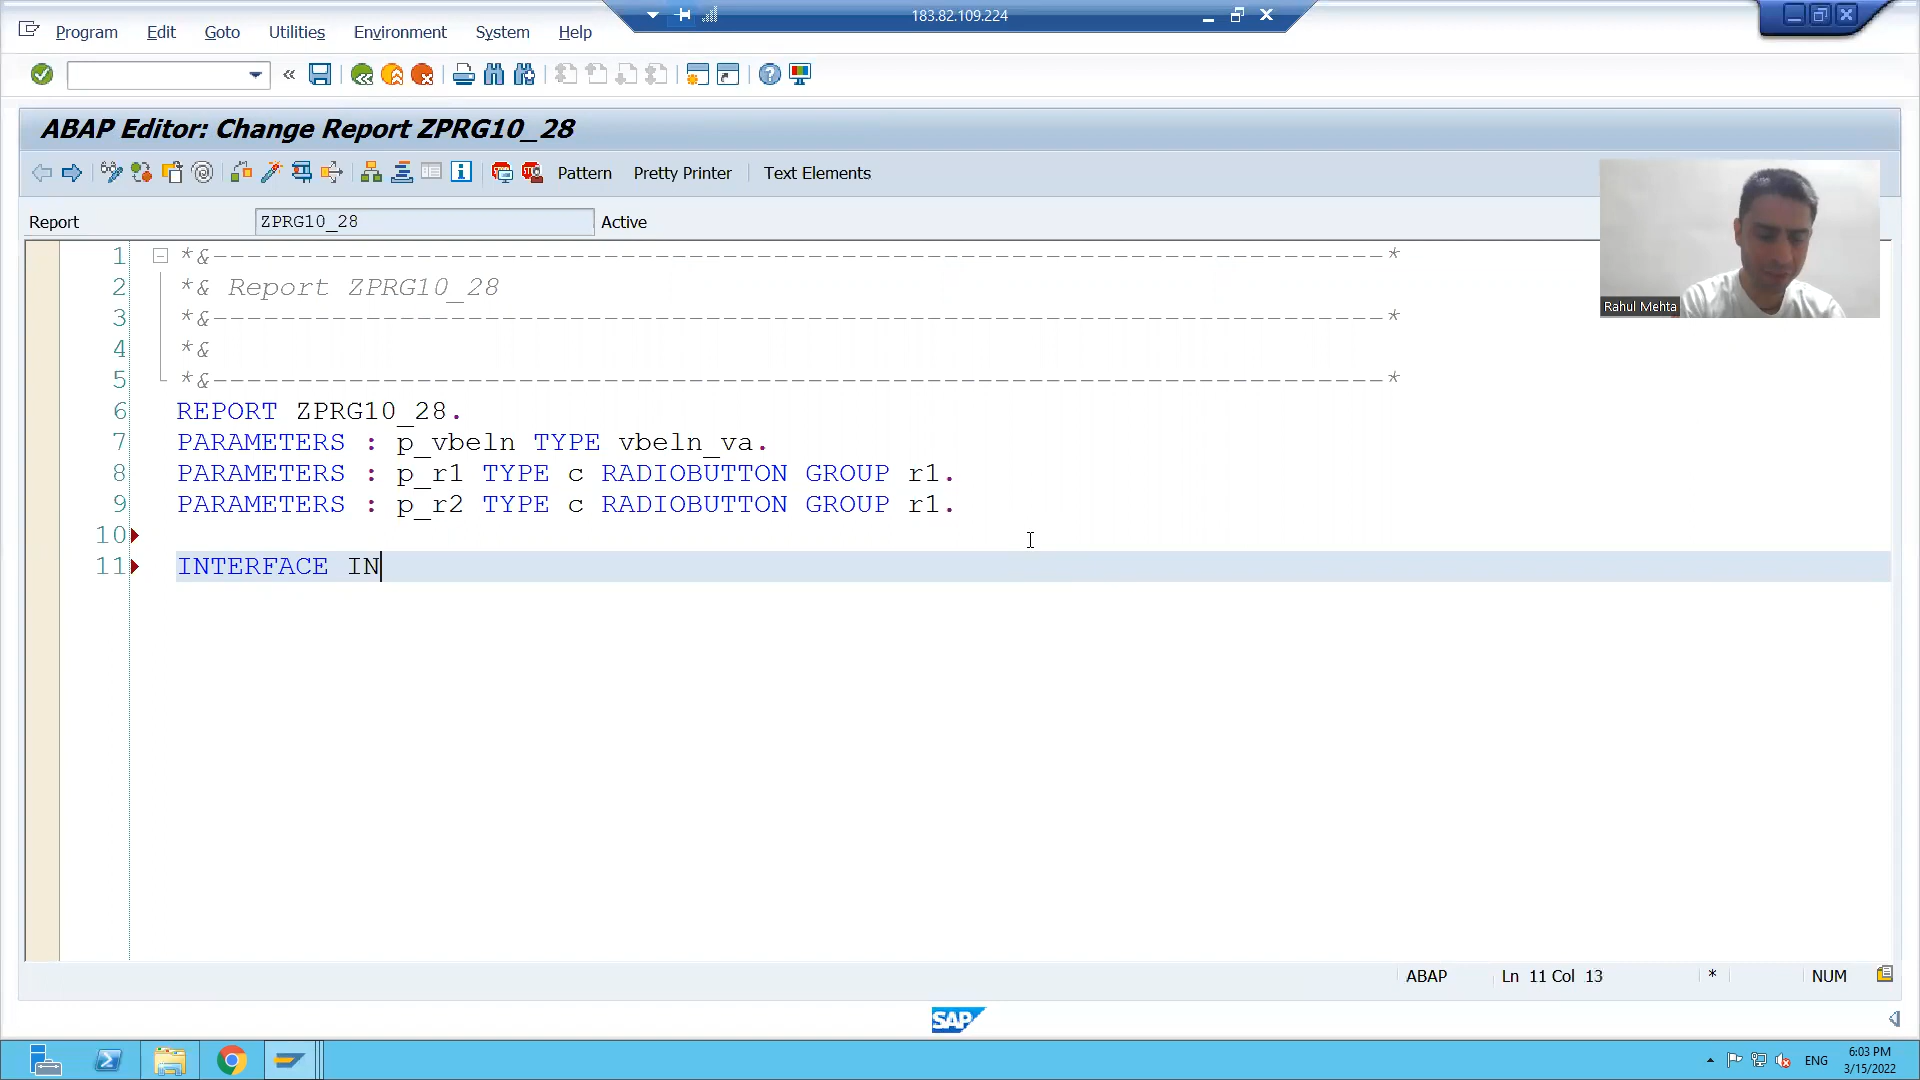 183.82.109.224
Program Edit Goto Utilities Environment System Help
ABAP Editor: Change Report ZPRG10_28
Pattern Pretty Printer Text Elements
Report ZPRG10_28 Active
Rahul Mehta
1 *&---------------------------------------------------------------------*
2 *& Report ZPRG10_28
3 *&---------------------------------------------------------------------*
4 *&
5 *&---------------------------------------------------------------------*
6 REPORT ZPRG10_28.
7 PARAMETERS : p_vbeln TYPE vbeln_va.
8 PARAMETERS : p_r1 TYPE c RADIOBUTTON GROUP r1.
9 PARAMETERS : p_r2 TYPE c RADIOBUTTON GROUP r1.
10
11 INTERFACE IN
ABAP Ln 11 Col 13 * NUM
SAP
ENG 6:03 PM
3/15/2022